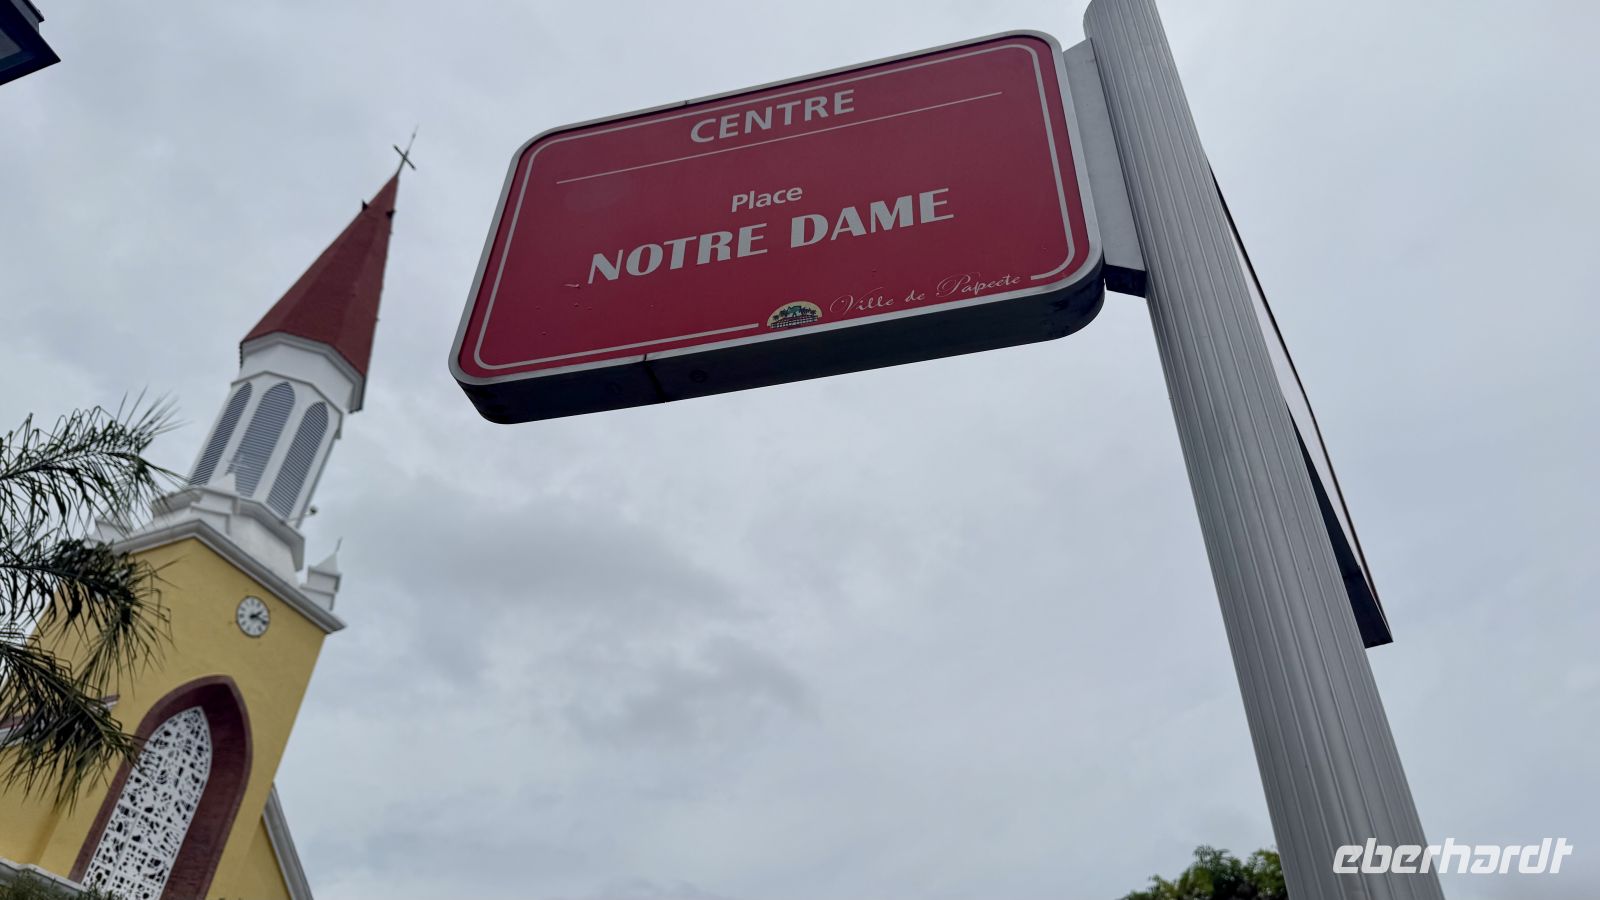 CENTRE
Place
NOTRE DAME
Ville de Papeete
eberhardt